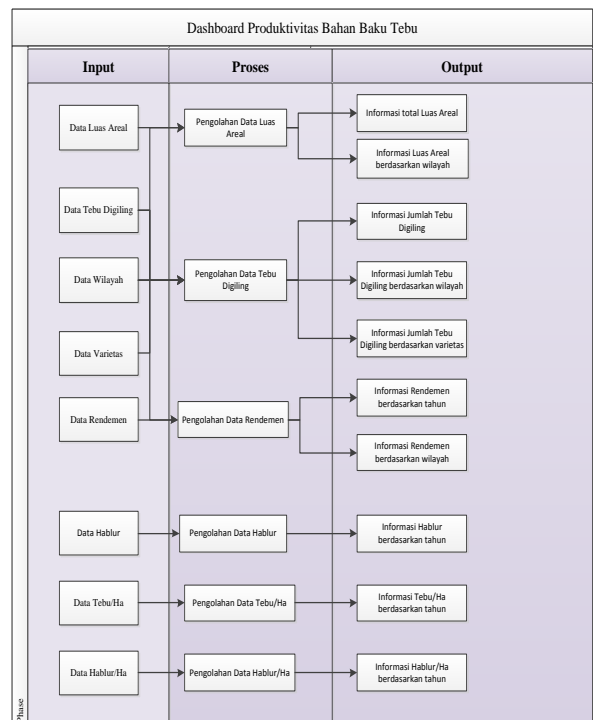 Dashboard Produktivitas Bahan Baku Tebu
Input
Proses
Output
Data Luas Areal
Pengolahan Data Luas
Areal
Informasi total Luas Areal
Informasi Luas Areal
berdasarkan wilayah
Data Tebu Digiling
Informasi Jumlah Tebu
Digiling
Data Wilayah
Pengolahan Data Tebu
Digiling
Informasi Jumlah Tebu
Digiling berdasarkan wilayah
Data Varietas
Informasi Jumlah Tebu
Digiling berdasarkan varietas
Data Rendemen
Pengolahan Data Rendemen
Informasi Rendemen
berdasarkan tahun
Informasi Rendemen
berdasarkan wilayah
Data Hablur
Pengolahan Data Hablur
Informasi Hablur
berdasarkan tahun
Data Tebu/Ha
Pengolahan Data Tebu/Ha
Informasi Tebu/Ha
berdasarkan tahun
Data Hablur/Ha
Pengolahan Data Hablur/Ha
Informasi Hablur/Ha
berdasarkan tahun
Phase